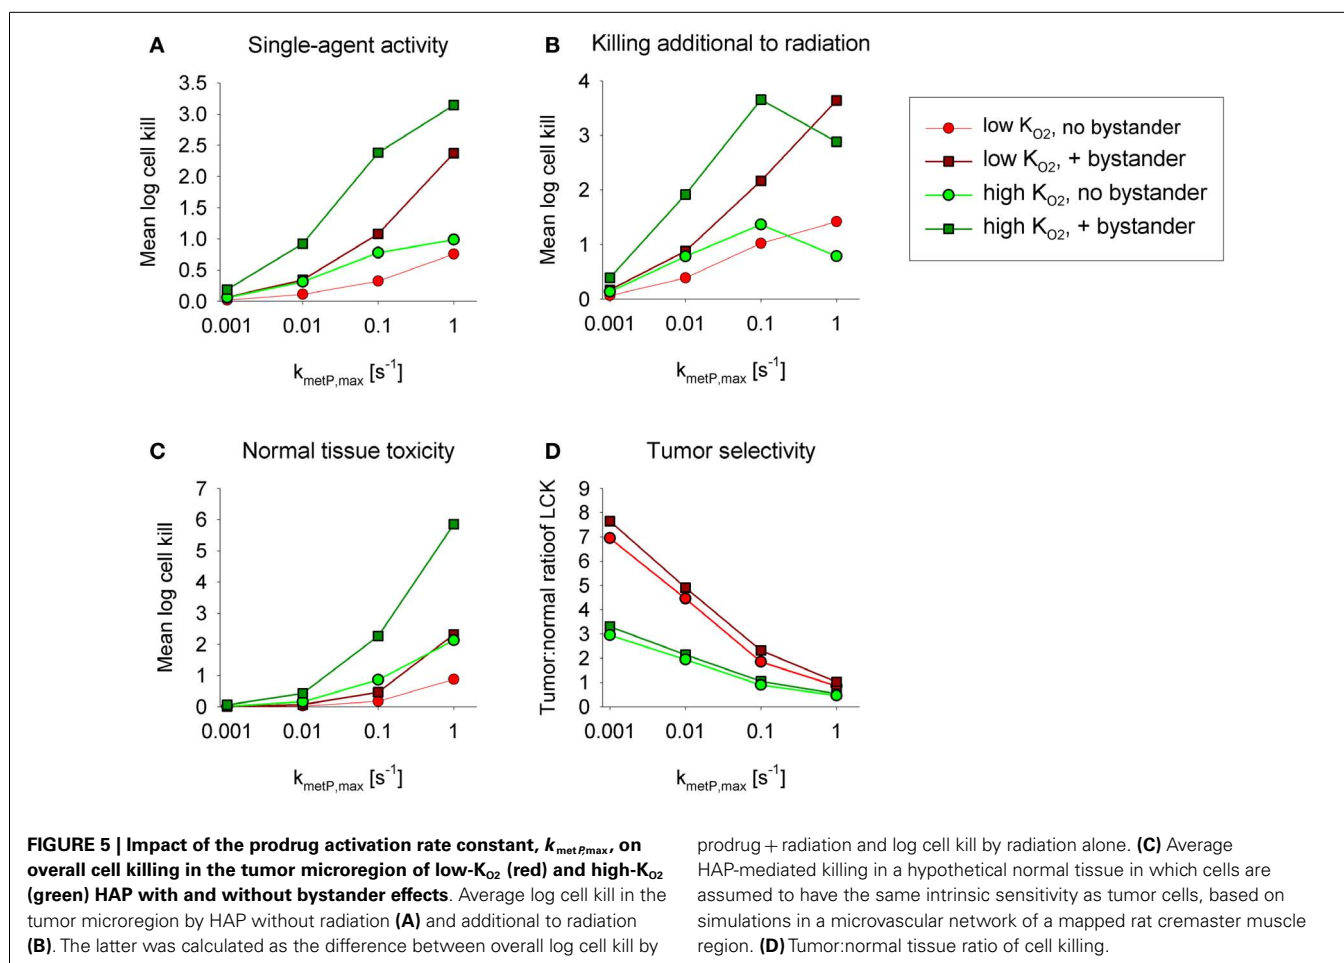 A Single-agent activity
3.5
3.0
2.5
2.0
1.5
1.0
0.5
0.0
Mean log cell kill
0.001 0.01 0.1 1
kmetP,max [s-1]
B Killing additional to radiation
4
3
2
1
0
Mean log cell kill
0.001 0.01 0.1 1
kmetP,max [s-1]
low KO2, no bystander
low KO2, + bystander
high KO2, no bystander
high KO2, + bystander
C Normal tissue toxicity
7
6
5
4
3
2
1
0
Mean log cell kill
0.001 0.01 0.1 1
kmetP,max [s-1]
D Tumor selectivity
9
8
7
6
5
4
3
2
1
0
Tumor:normal ratioof LCK
0.001 0.01 0.1 1
kmetP,max [s-1]
FIGURE 5 | Impact of the prodrug activation rate constant, kmetP,max, on
overall cell killing in the tumor microregion of low-KO2 (red) and high-KO2
(green) HAP with and without bystander effects. Average log cell kill in the
tumor microregion by HAP without radiation (A) and additional to radiation
(B). The latter was calculated as the difference between overall log cell kill by
prodrug + radiation and log cell kill by radiation alone. (C) Average
HAP-mediated killing in a hypothetical normal tissue in which cells are
assumed to have the same intrinsic sensitivity as tumor cells, based on
simulations in a microvascular network of a mapped rat cremaster muscle
region. (D) Tumor:normal tissue ratio of cell killing.